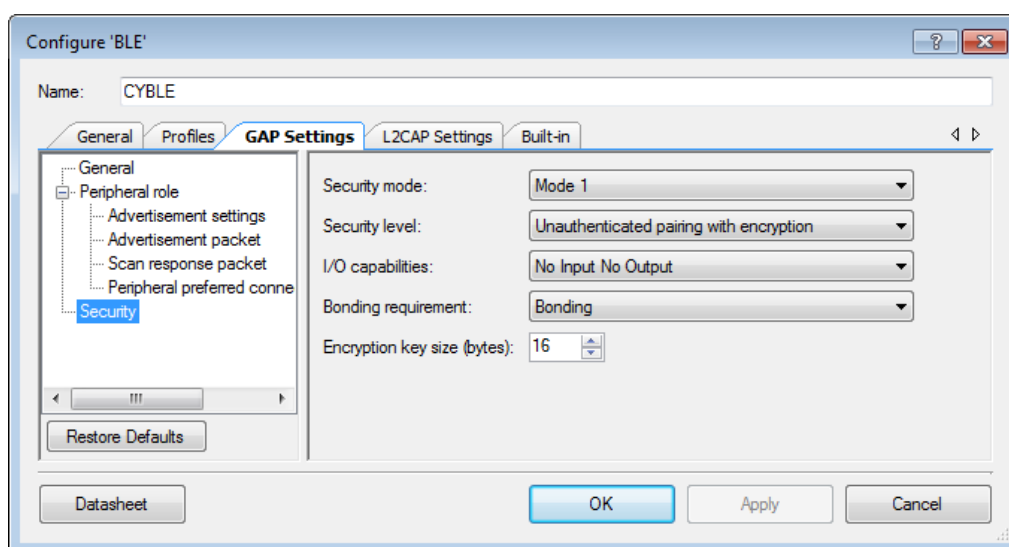 Configure 'BLE'
Name: CYBLE
General Profiles GAP Settings L2CAP Settings Built-in
General
Peripheral role
Advertisement settings
Advertisement packet
Scan response packet
Peripheral preferred conne
Security
Restore Defaults
Security mode: Mode 1
Security level: Unauthenticated pairing with encryption
I/O capabilities: No Input No Output
Bonding requirement: Bonding
Encryption key size (bytes): 16
Datasheet OK Apply Cancel